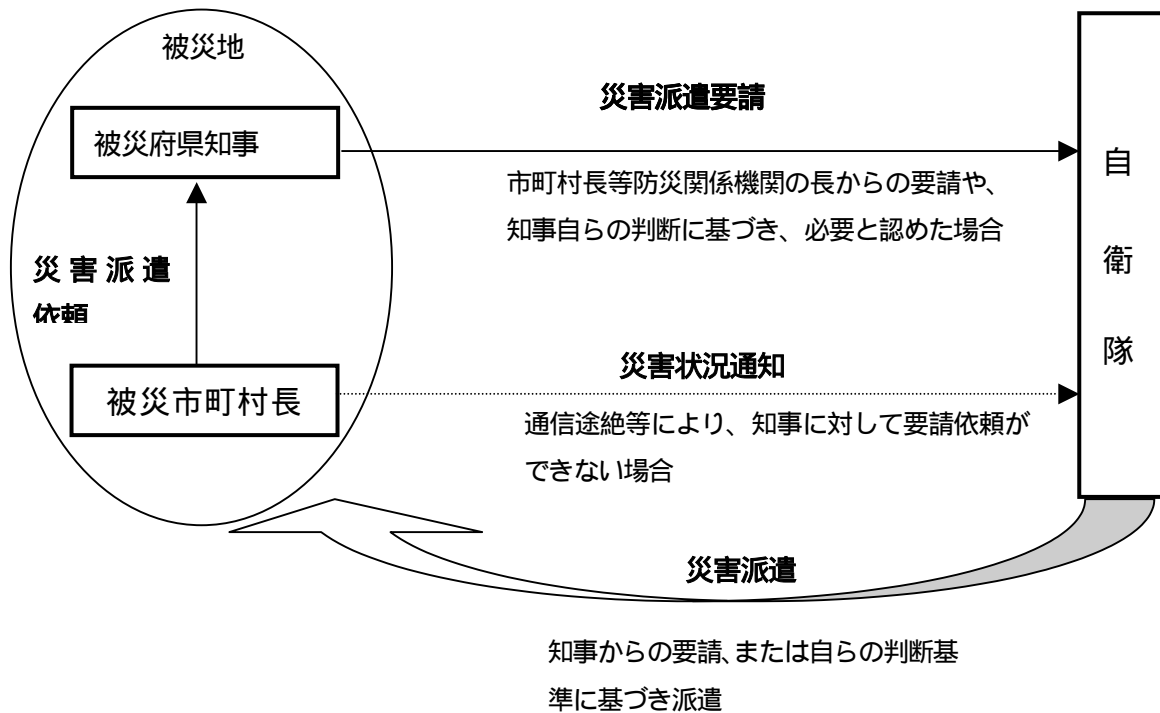 被災地
被災府県知事
災害派遣要請
市町村長等防災関係機関の長からの要請や、
知事自らの判断に基づき、必要と認めた場合
災害派遣
依頼
被災市町村長
災害状況通知
通信途絶等により、知事に対して要請依頼が
できない場合
自
衛
隊
災害派遣
知事からの要請、または自らの判断基
準に基づき派遣